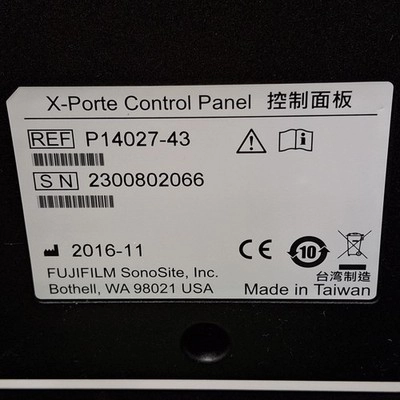 X-Porte Control Panel 控制面板
REF P14027-43
SN 2300802066
2016-11
CE 10
FUJIFILM SonoSite, Inc.
台湾制造
Bothell, WA 98021 USA
Made in Taiwan